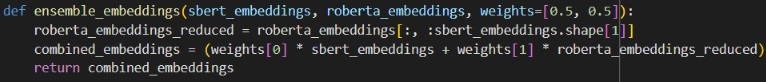 def ensemble_embeddings(sbert_embeddings, roberta_embeddings, weights=[0.5, 0.5]):
    roberta_embeddings_reduced = roberta_embeddings[:, :sbert_embeddings.shape[1]]
    combined_embeddings = (weights[0] * sbert_embeddings + weights[1] * roberta_embeddings_reduced)
    return combined_embeddings